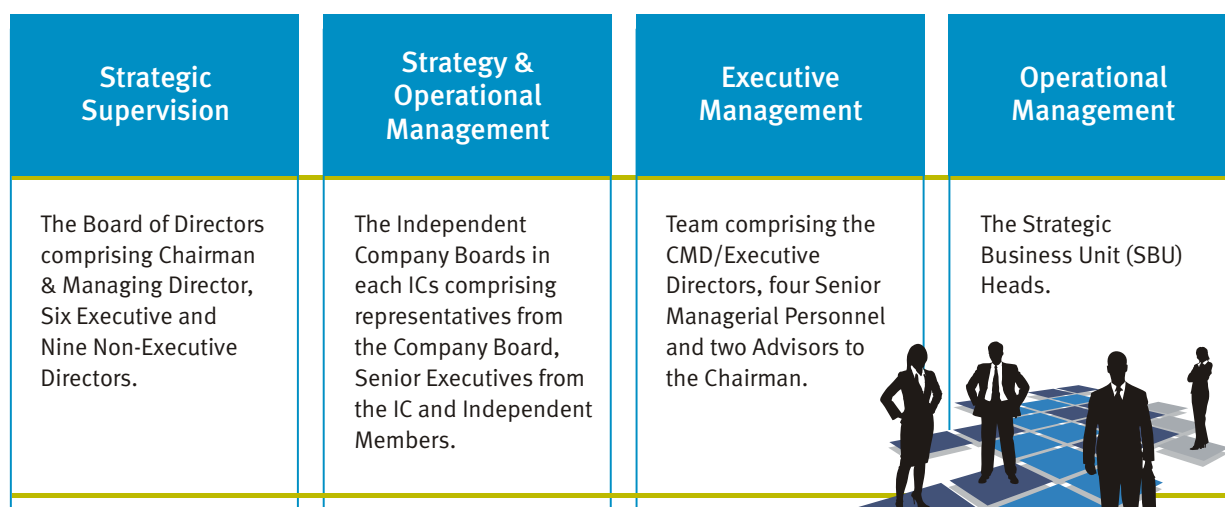 Strategic
Supervision
Strategy &
Operational
Management
Executive
Management
Operational
Management
The Board of Directors
comprising Chairman
& Managing Director,
Six Executive and
Nine Non-Executive
Directors.
The Independent
Company Boards in
each ICs comprising
representatives from
the Company Board,
Senior Executives from
the IC and Independent
Members.
Team comprising the
CMD/Executive
Directors, four Senior
Managerial Personnel
and two Advisors to
the Chairman.
The Strategic
Business Unit (SBU)
Heads.